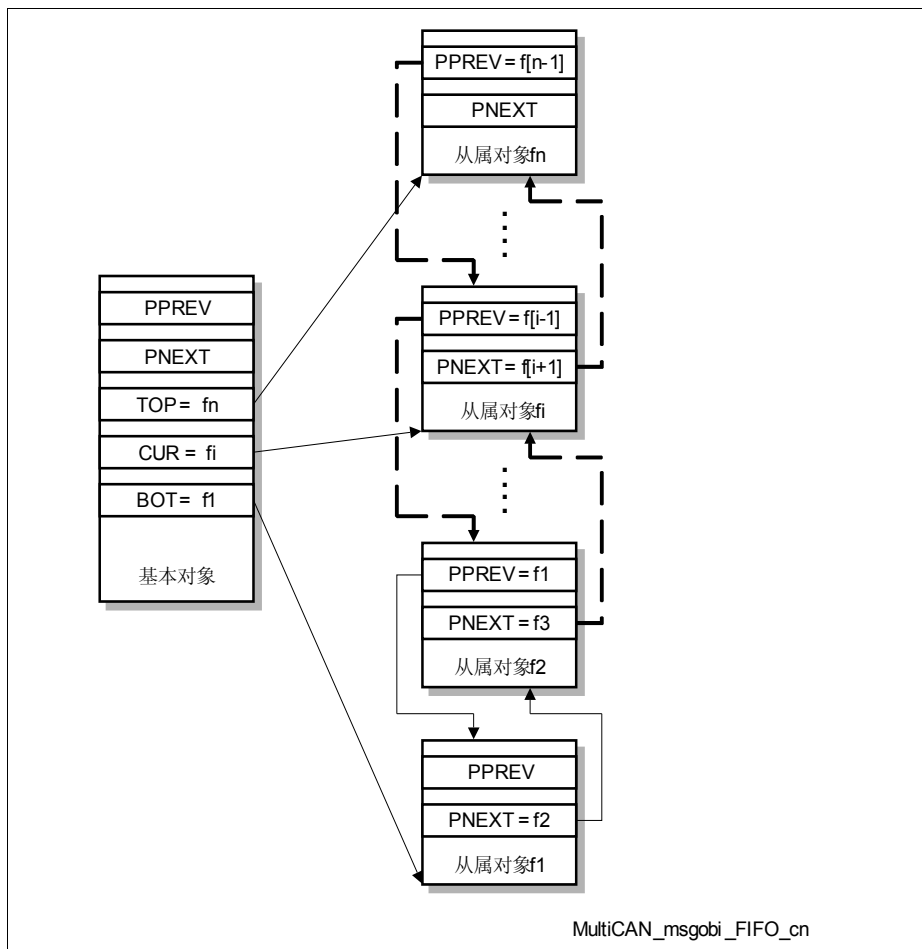 PPREV = f[n-1]
PNEXT
从属对象fn
PPREV
PNEXT
TOP = fn
CUR = fi
BOT = f1
基本对象
PPREV = f[i-1]
PNEXT = f[i+1]
从属对象fi
PPREV = f1
PNEXT = f3
从属对象f2
PPREV
PNEXT = f2
从属对象f1
MultiCAN_msgobi_FIFO_cn